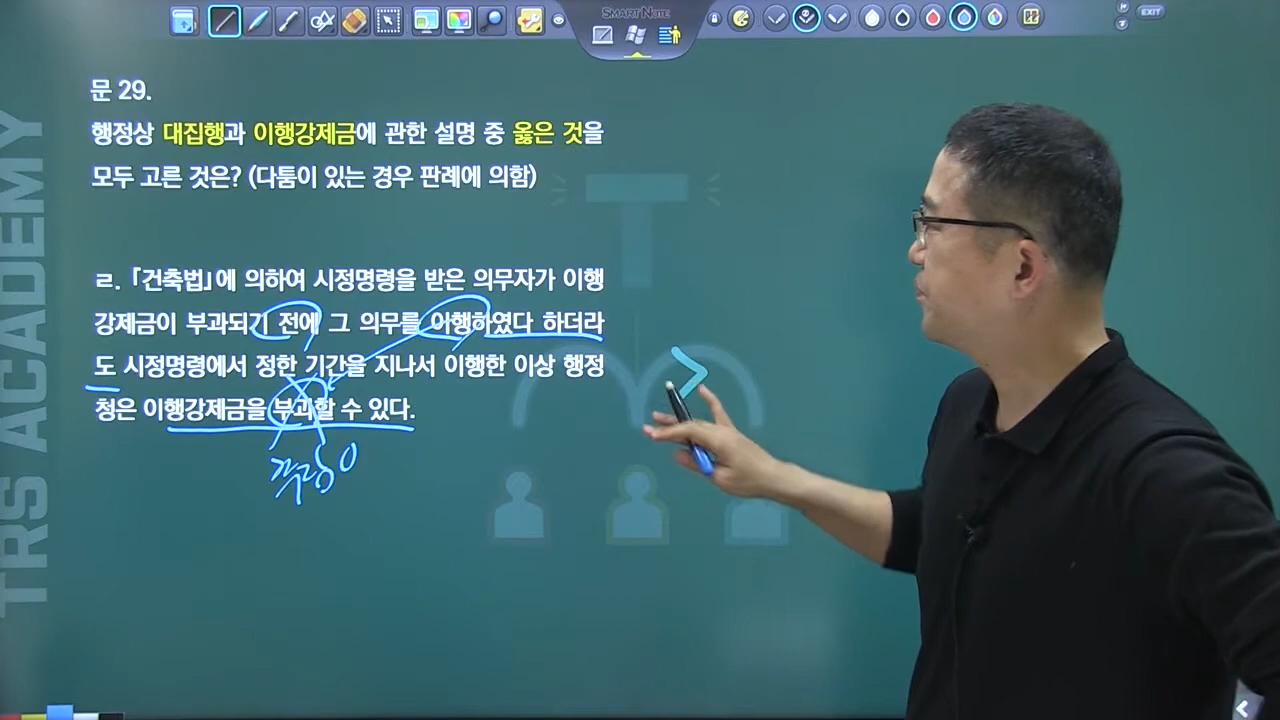 SMART NOTE
EXIT
문 29.
행정상 대집행과 이행강제금에 관한 설명 중 옳은 것을
모두 고른 것은? (다툼이 있는 경우 판례에 의함)
ㄹ. 「건축법」에 의하여 시정명령을 받은 의무자가 이행
강제금이 부과되기 전에 그 의무를 이행하였다 하더라
도 시정명령에서 정한 기간을 지나서 이행한 이상 행정
청은 이행강제금을 부과할 수 있다.
TRS ACADEMY